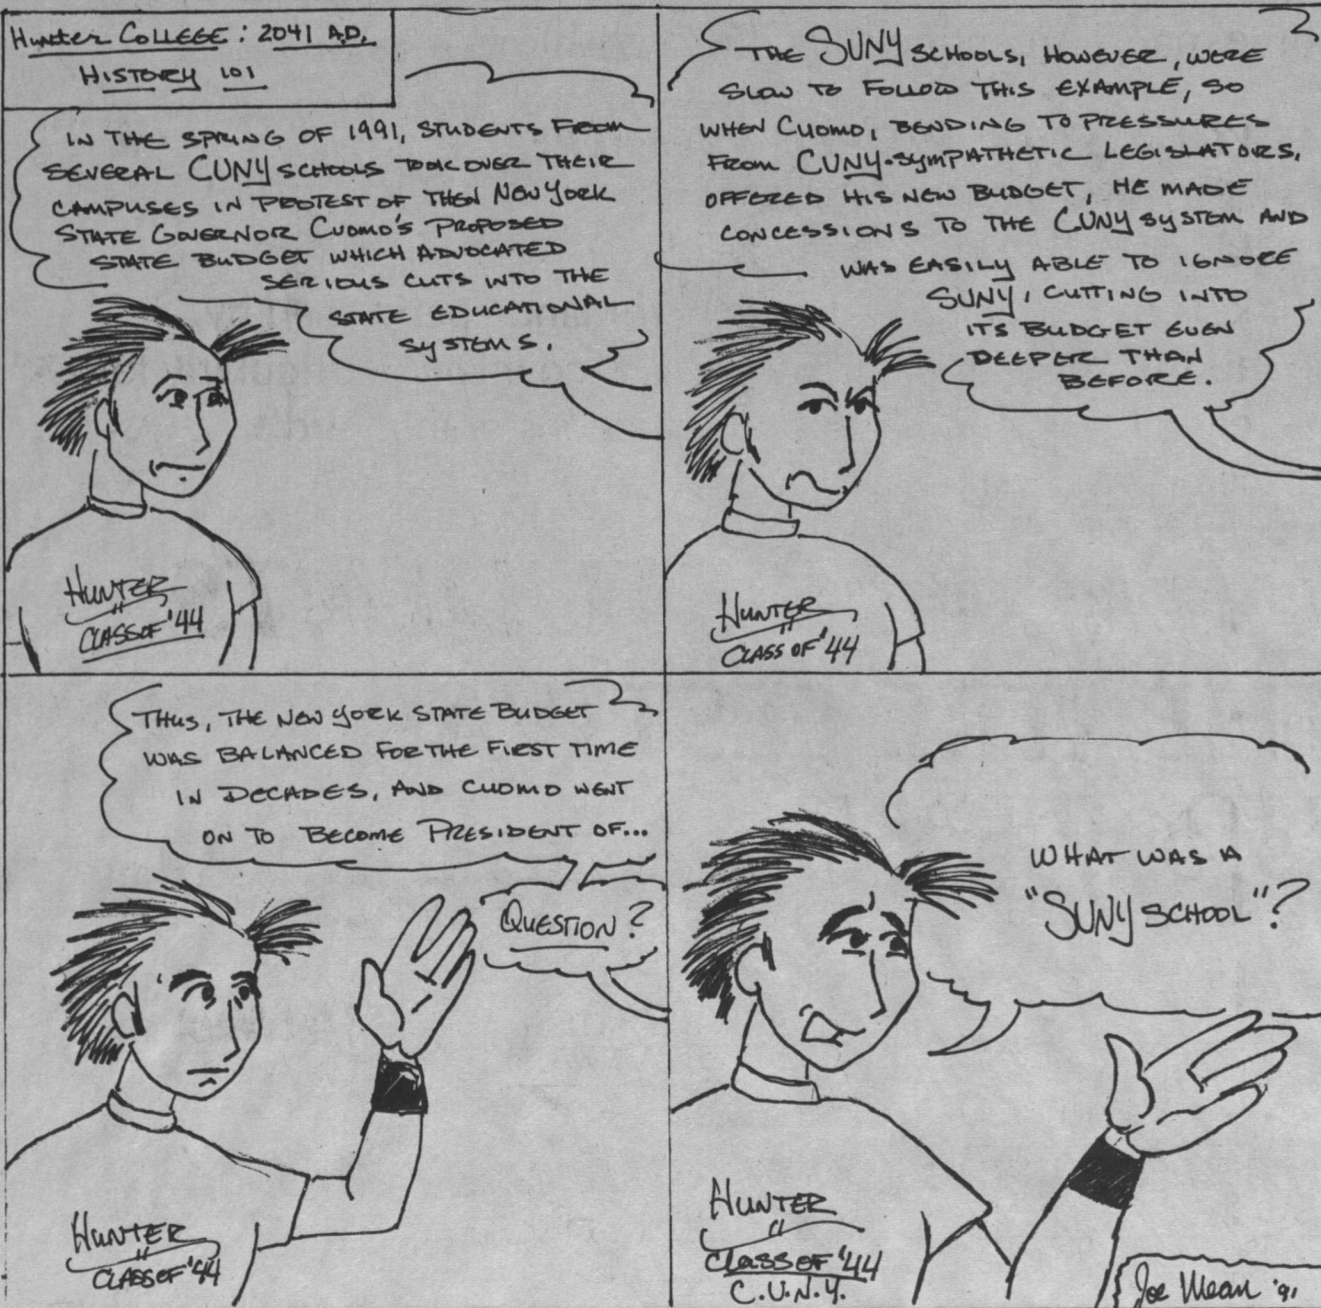 HUNTER COLLEGE: 2041 A.D.
HISTORY 101
IN THE SPRING OF 1991, STUDENTS FROM
SEVERAL CUNY SCHOOLS TOOK OVER THEIR
CAMPUSES IN PROTEST OF THEN NEW YORK
STATE GOVERNOR CUOMO'S PROPOSED
STATE BUDGET WHICH ADVOCATED
SERIOUS CUTS INTO THE
STATE EDUCATIONAL
SYSTEMS.
HUNTER
CLASS OF '44
THE SUNY SCHOOLS, HOWEVER, WERE
SLOW TO FOLLOW THIS EXAMPLE, SO
WHEN CUOMO, BENDING TO PRESSURES
FROM CUNY-SYMPATHETIC LEGISLATORS,
OFFERED HIS NEW BUDGET, HE MADE
CONCESSIONS TO THE CUNY SYSTEM AND
WAS EASILY ABLE TO IGNORE
SUNY, CUTTING INTO
ITS BUDGET EVEN
DEEPER THAN
BEFORE.
HUNTER
CLASS OF '44
THUS, THE NEW YORK STATE BUDGET
WAS BALANCED FOR THE FIRST TIME
IN DECADES, AND CUOMO WENT
ON TO BECOME PRESIDENT OF...
QUESTION?
HUNTER
CLASS OF '44
WHAT WAS A
"SUNY SCHOOL"?
HUNTER
CLASS OF '44
C.U.N.Y.
Joe Mean '91